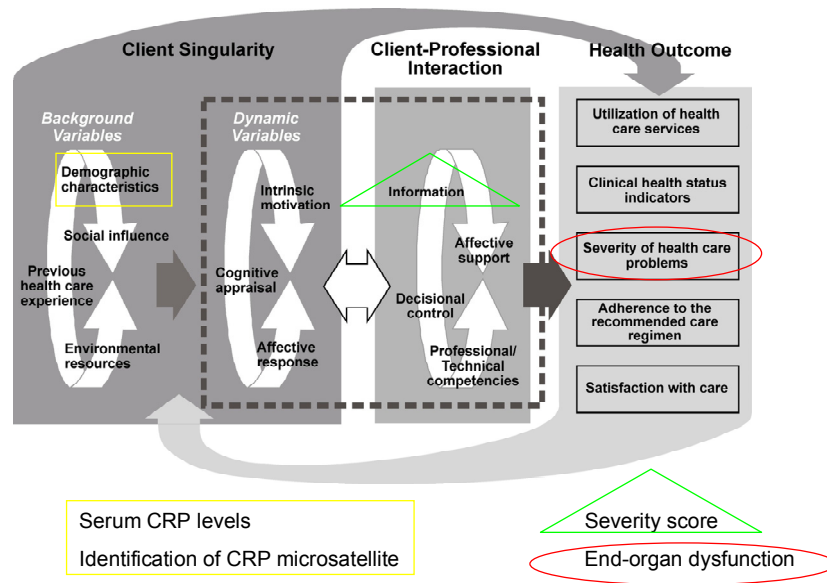 Client Singularity
Client-Professional
Interaction
Health Outcome
Background
Variables
Demographic
characteristics
Social influence
Previous
health care
experience
Environmental
resources
Dynamic
Variables
Intrinsic
motivation
Cognitive
appraisal
Affective
response
Information
Affective
support
Decisional
control
Professional/
Technical
competencies
Utilization of health
care services
Clinical health status
indicators
Severity of health care
problems
Adherence to the
recommended care
regimen
Satisfaction with care
Serum CRP levels
Identification of CRP microsatellite
Severity score
End-organ dysfunction